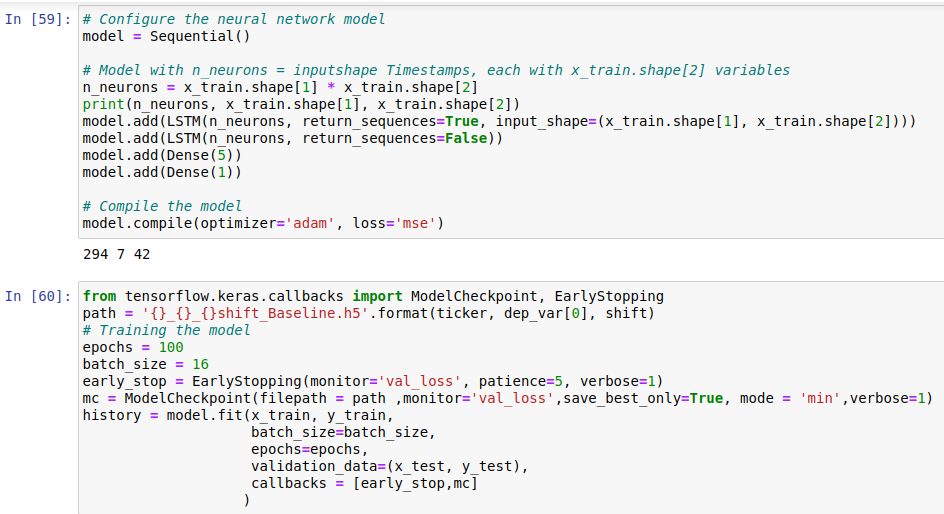 In [59]: # Configure the neural network model
model = Sequential()
# Model with n_neurons = inputshape Timestamps, each with x_train.shape[2] variables
n_neurons = x_train.shape[1] * x_train.shape[2]
print(n_neurons, x_train.shape[1], x_train.shape[2])
model.add(LSTM(n_neurons, return_sequences=True, input_shape=(x_train.shape[1], x_train.shape[2])))
model.add(LSTM(n_neurons, return_sequences=False))
model.add(Dense(5))
model.add(Dense(1))
# Compile the model
model.compile(optimizer='adam', loss='mse')
294 7 42
In [60]: from tensorflow.keras.callbacks import ModelCheckpoint, EarlyStopping
path = '{}_{}_{}shift_Baseline.h5'.format(ticker, dep_var[0], shift)
# Training the model
epochs = 100
batch_size = 16
early_stop = EarlyStopping(monitor='val_loss', patience=5, verbose=1)
mc = ModelCheckpoint(filepath = path ,monitor='val_loss',save_best_only=True, mode = 'min',verbose=1)
history = model.fit(x_train, y_train,
batch_size=batch_size,
epochs=epochs,
validation_data=(x_test, y_test),
callbacks = [early_stop,mc]
)